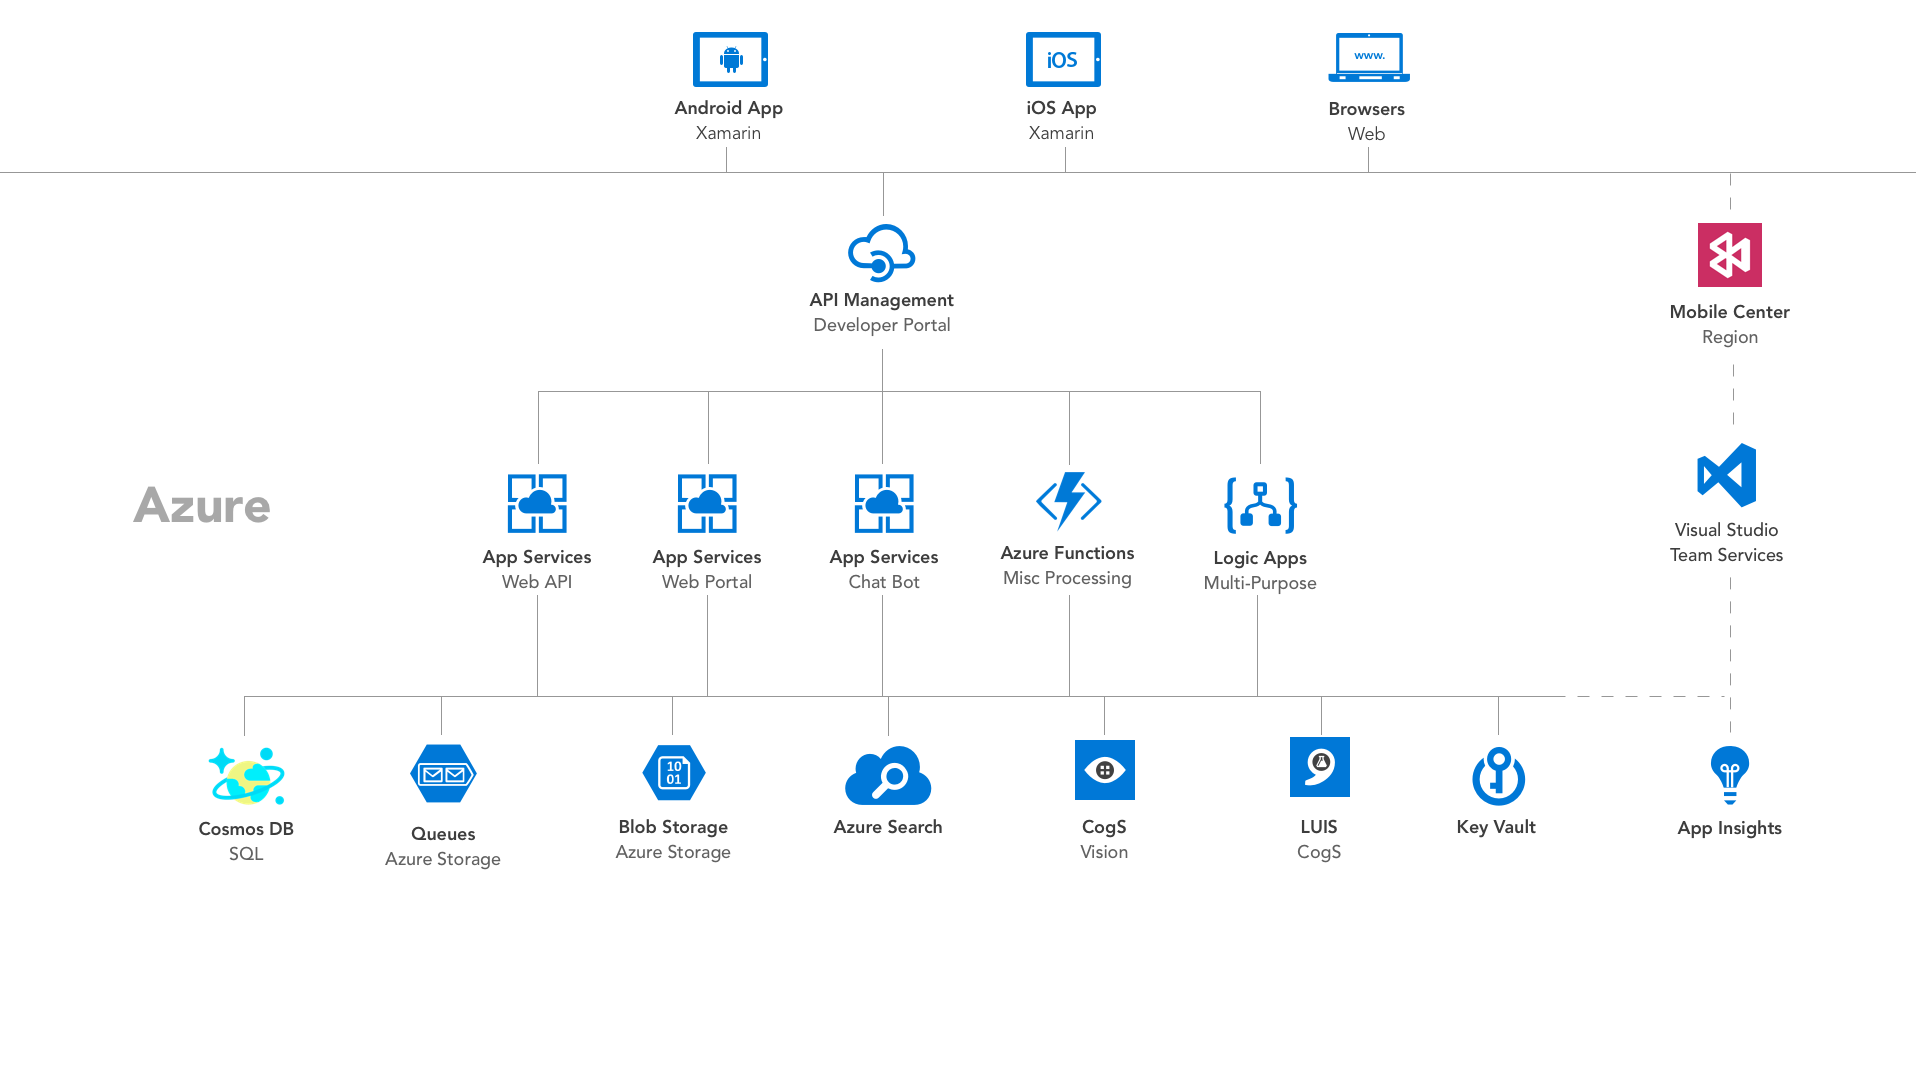 iOS
www.
Android App
Xamarin
iOS App
Xamarin
Browsers
Web
API Management
Developer Portal
Mobile Center
Region
Azure
App Services
Web API
App Services
Web Portal
App Services
Chat Bot
Azure Functions
Misc Processing
Logic Apps
Multi-Purpose
Visual Studio
Team Services
10
01
Cosmos DB
SQL
Queues
Azure Storage
Blob Storage
Azure Storage
Azure Search
CogS
Vision
LUIS
CogS
Key Vault
App Insights